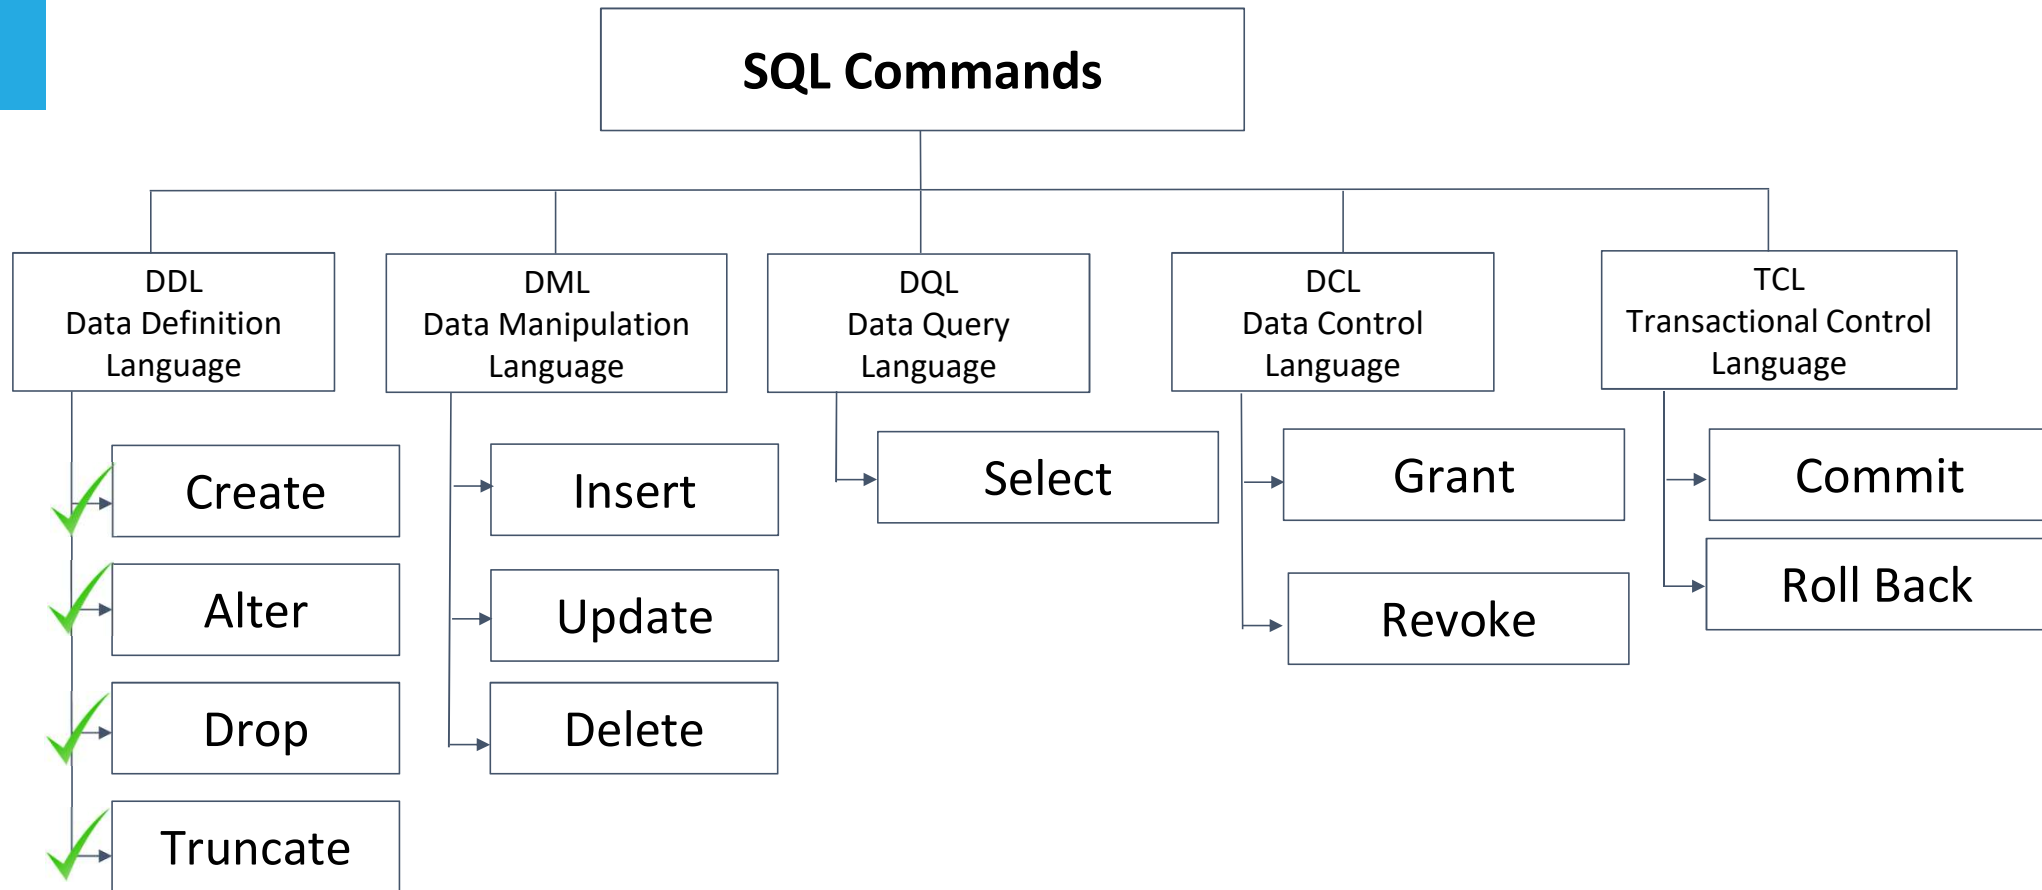 SQL Commands
DDL
Data Definition
Language
DML
Data Manipulation
Language
DQL
Data Query
Language
DCL
Data Control
Language
TCL
Transactional Control
Language
Create
Alter
Drop
Truncate
Insert
Update
Delete
Select
Grant
Revoke
Commit
Roll Back